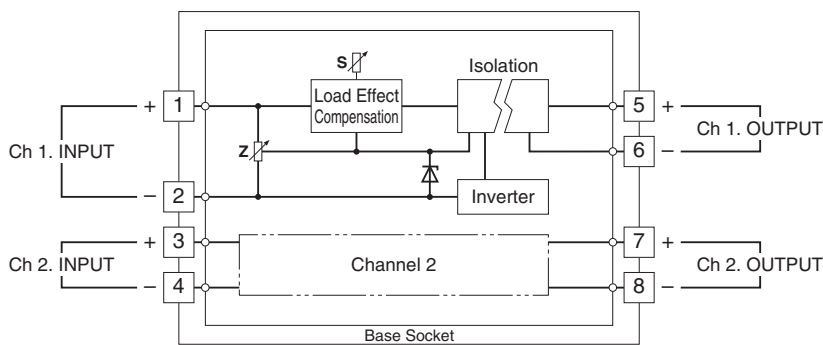 S
Isolation
Load Effect
Compensation
+ 1
5 +
Ch 1. INPUT
Z
6 −
Ch 1. OUTPUT
− 2
Inverter
+ 3
7 +
Ch 2. INPUT
Channel 2
Ch 2. OUTPUT
− 4
8 −
Base Socket